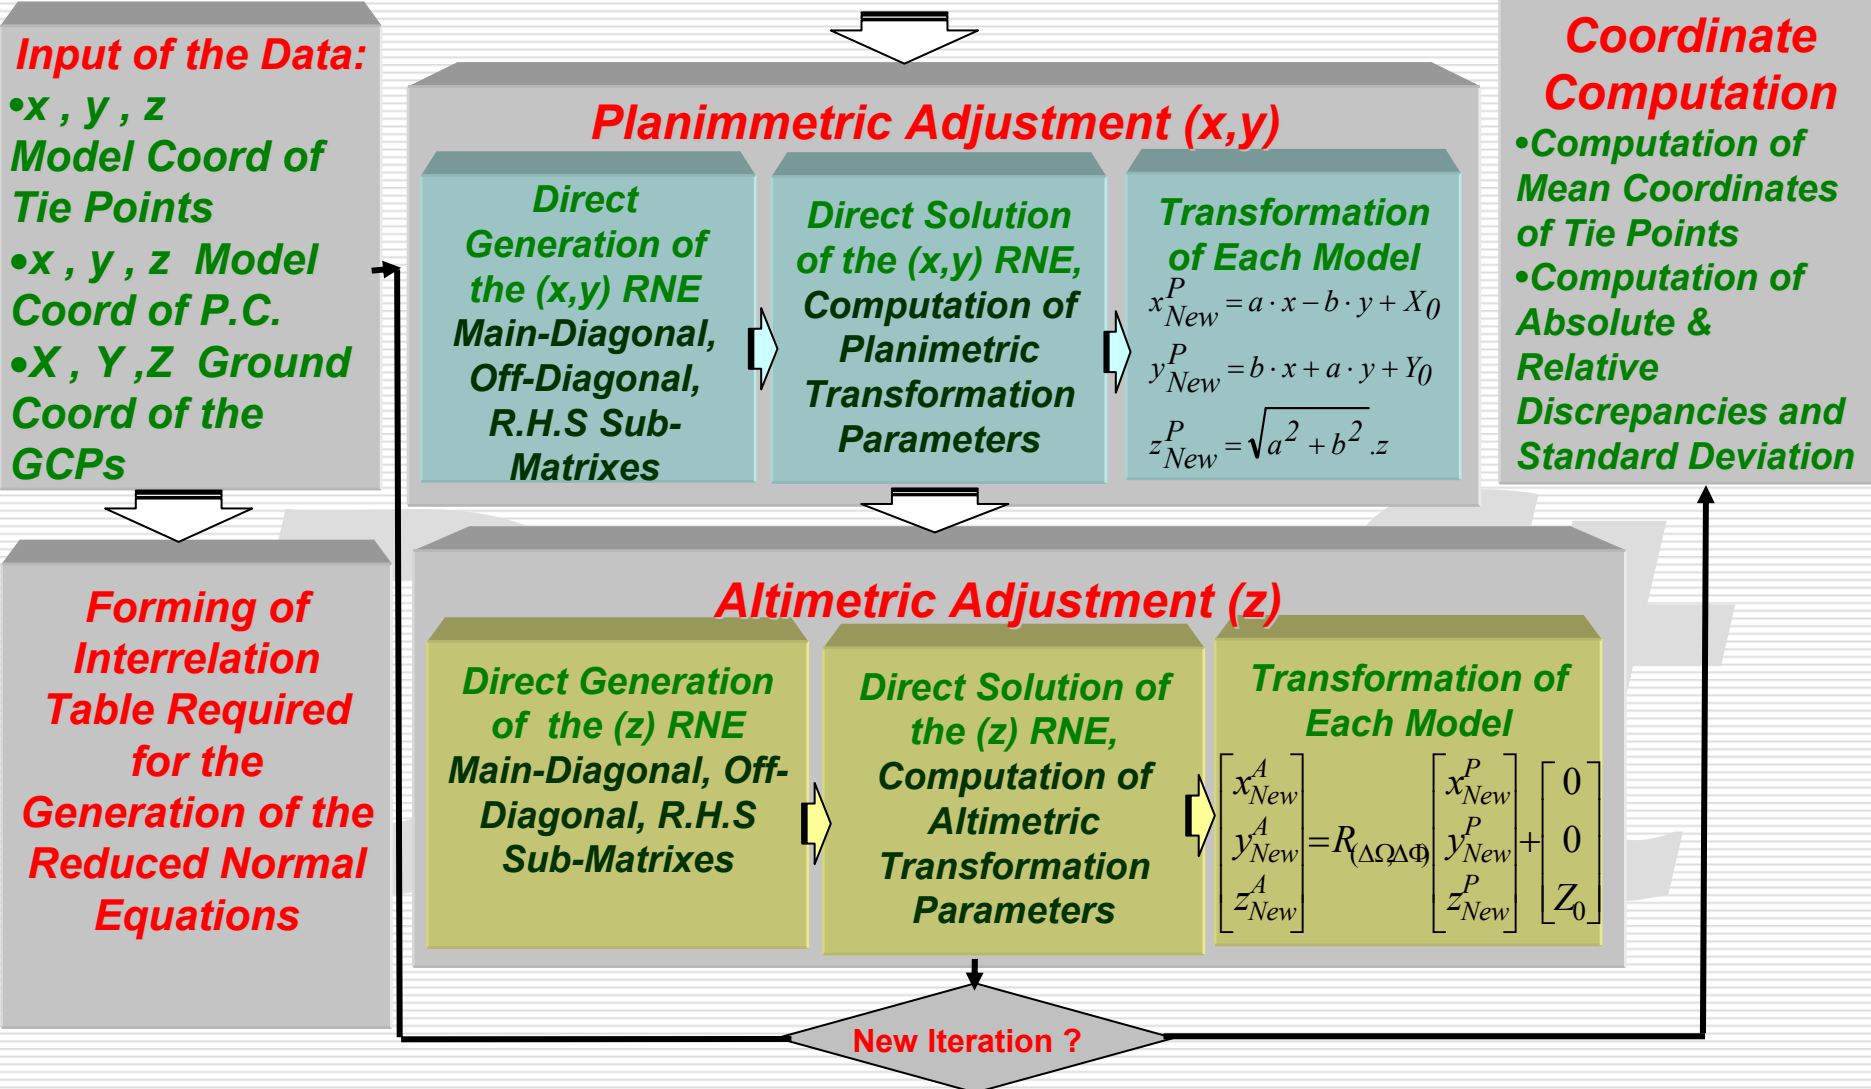 Input of the Data:
•x , y , z
Model Coord of
Tie Points
•x , y , z Model
Coord of P.C.
•X , Y ,Z Ground
Coord of the
GCPs
Forming of
Interrelation
Table Required
for the
Generation of the
Reduced Normal
Equations
Planimmetric Adjustment (x,y)
Direct
Generation of
the (x,y) RNE
Main-Diagonal,
Off-Diagonal,
R.H.S Sub-
Matrixes
Direct Solution
of the (x,y) RNE,
Computation of
Planimetric
Transformation
Parameters
Transformation
of Each Model
x^P_New = a · x − b · y + X_0
y^P_New = b · x + a · y + Y_0
z^P_New = √(a^2 + b^2) .z
Altimetric Adjustment (z)
Direct Generation
of the (z) RNE
Main-Diagonal, Off-
Diagonal, R.H.S
Sub-Matrixes
Direct Solution of
the (z) RNE,
Computation of
Altimetric
Transformation
Parameters
Transformation of
Each Model
[x^A_New] [x^P_New] [0]
[y^A_New] = R_(ΔΩ,ΔΦ) [y^P_New] + [0]
[z^A_New] [z^P_New] [Z_0]
New Iteration ?
Coordinate
Computation
•Computation of
Mean Coordinates
of Tie Points
•Computation of
Absolute &
Relative
Discrepancies and
Standard Deviation